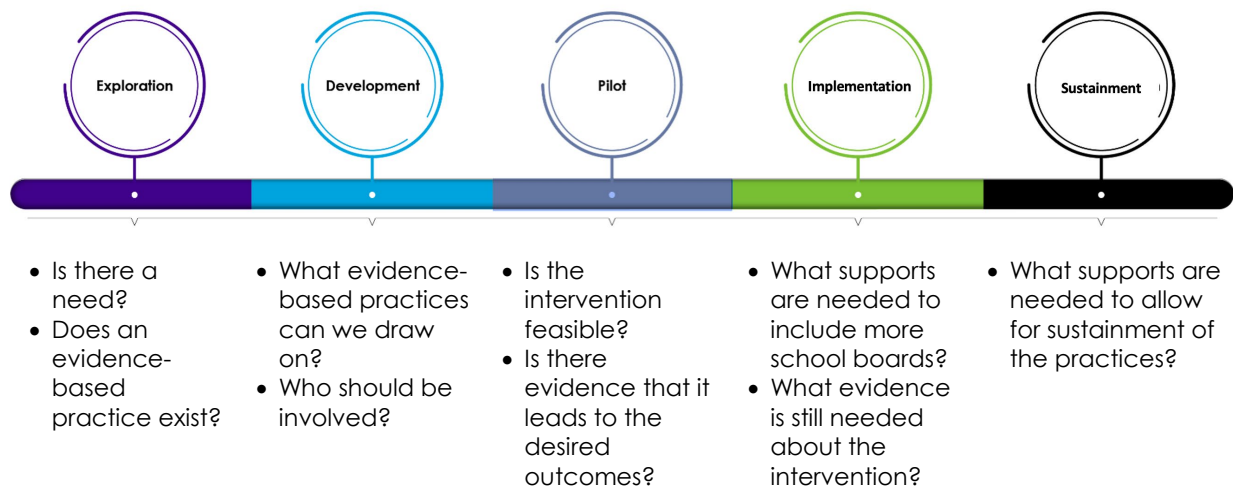 Exploration
Development
Pilot
Implementation
Sustainment
• Is there a
need?
• Does an
evidence-
based
practice exist?
• What evidence-
based practices
can we draw
on?
• Who should be
involved?
• Is the
intervention
feasible?
• Is there
evidence that it
leads to the
desired
outcomes?
• What supports
are needed to
include more
school boards?
• What evidence
is still needed
about the
intervention?
• What supports are
needed to allow
for sustainment of
the practices?